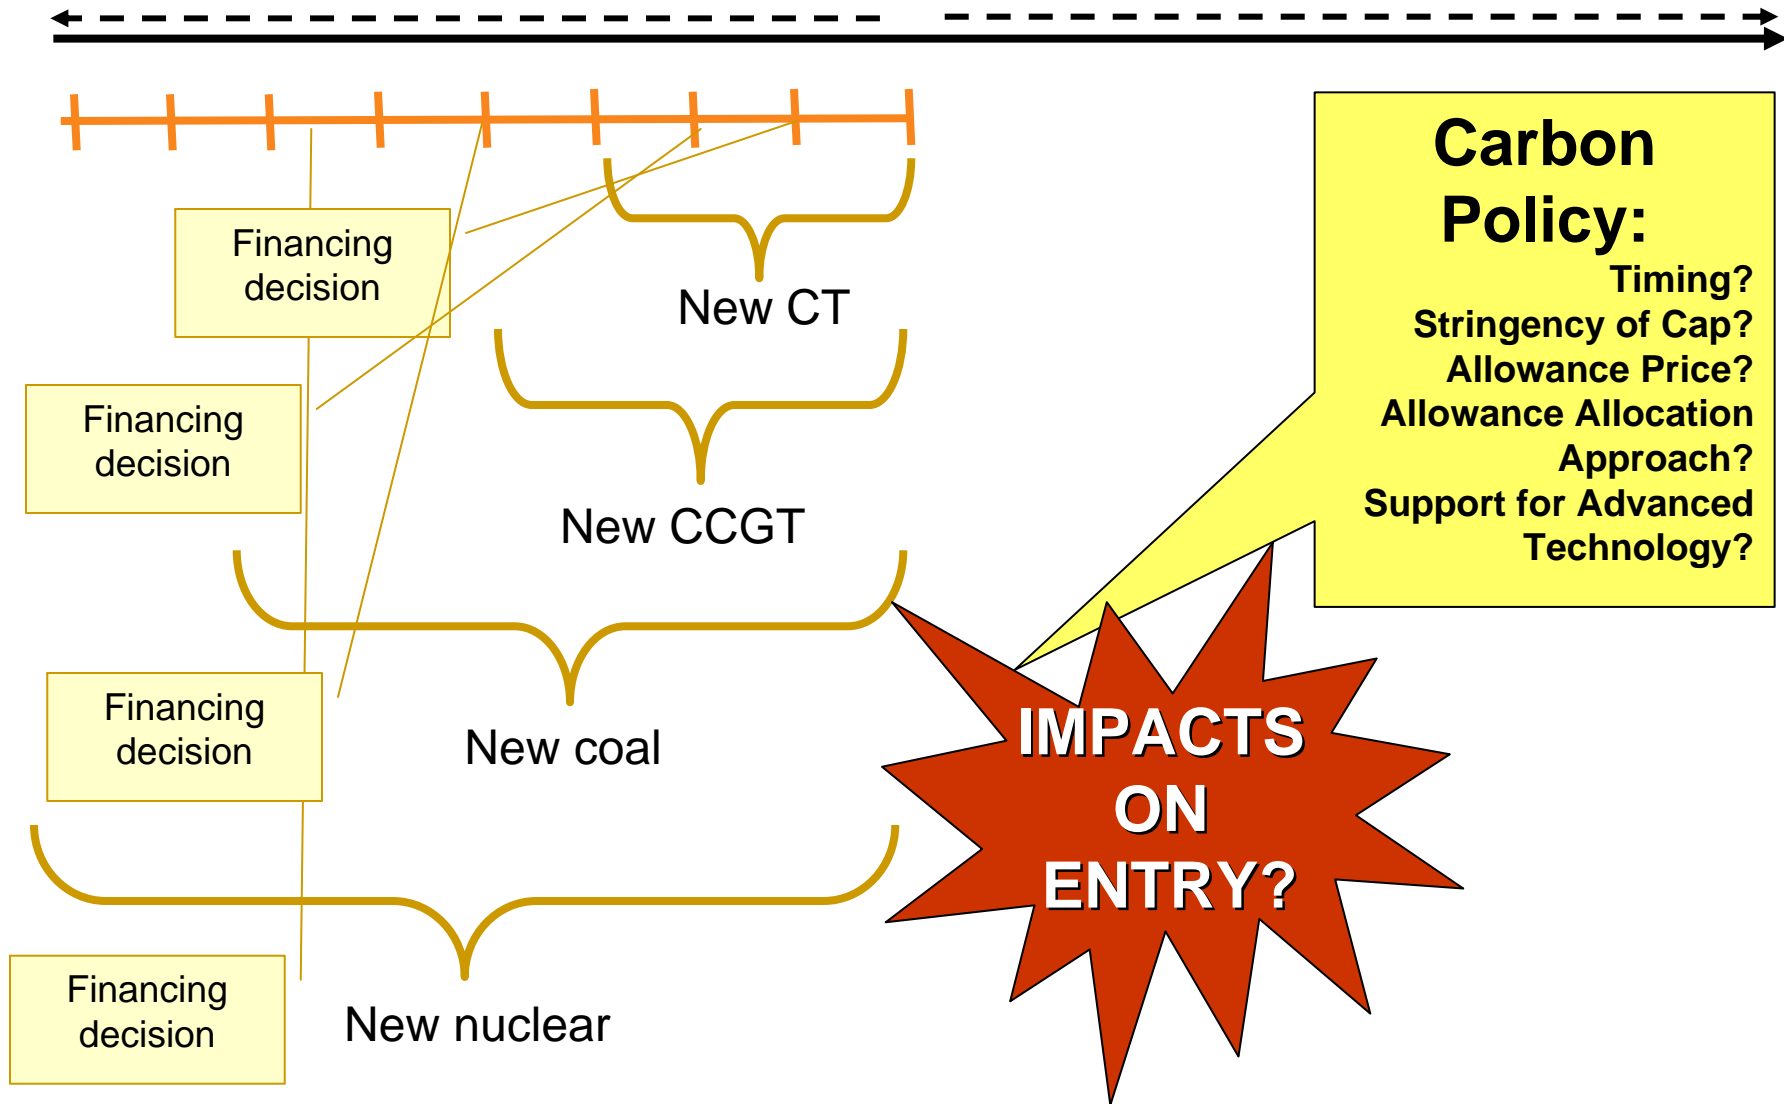 Financing
decision
New CT
Financing
decision
New CCGT
Financing
decision
New coal
Financing
decision
New nuclear
Carbon
Policy:
Timing?
Stringency of Cap?
Allowance Price?
Allowance Allocation
Approach?
Support for Advanced
Technology?
IMPACTS
ON
ENTRY?